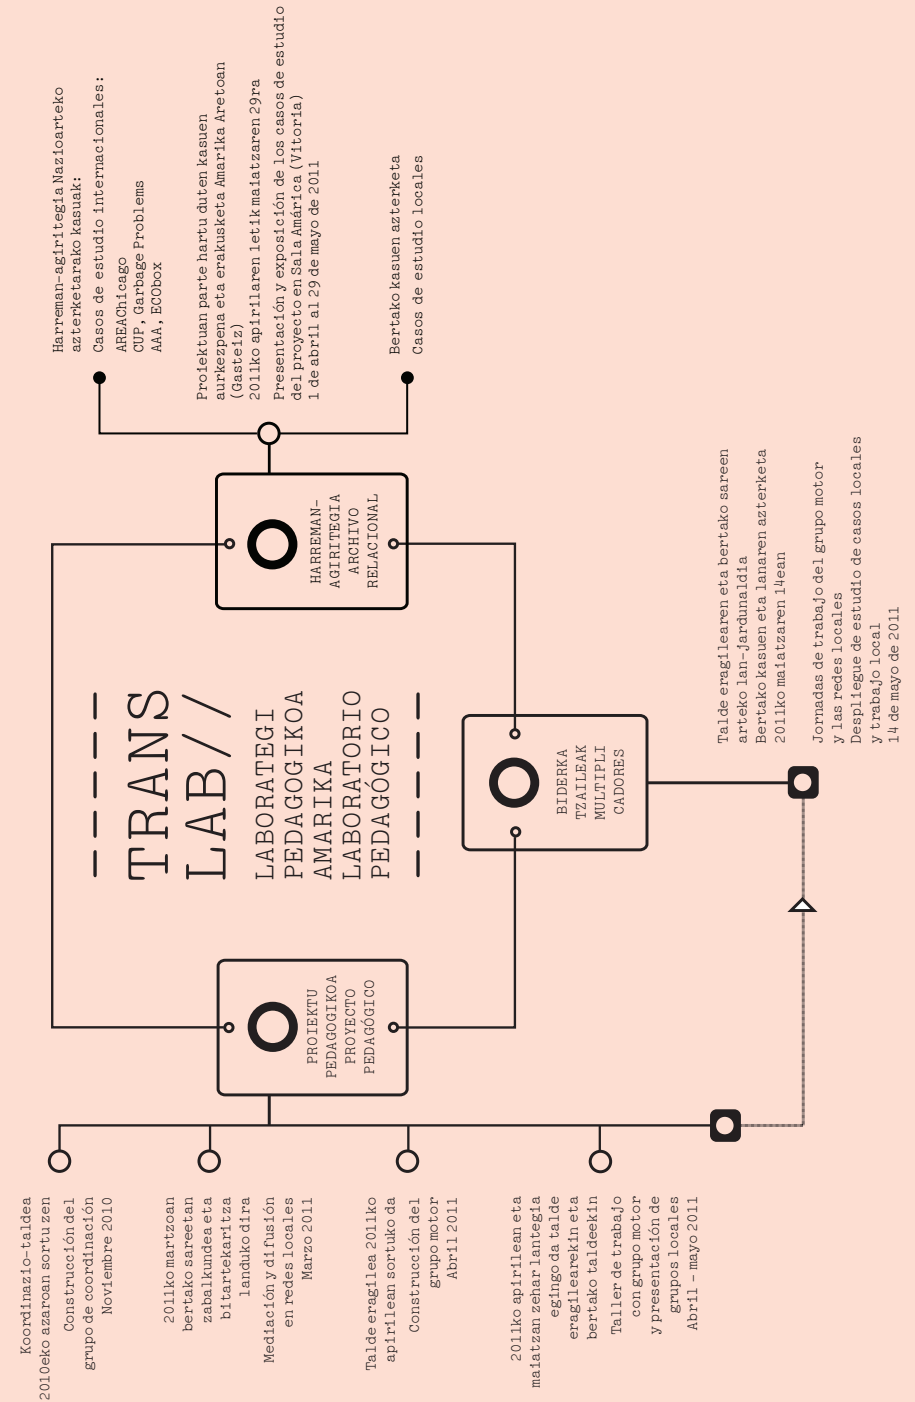 Koordinazio-taldea
2010eko azaroan sortu zen
Construcción del
grupo de coordinación
Noviembre 2010
2011ko martzoan
bertako sareetan
zabalkundea eta
bitartekaritza
landuko dira
Mediación y difusión
en redes locales
Marzo 2011
Talde eragilea 2011ko
apirilean sortuko da
Construcción del
grupo motor
Abril 2011
2011ko apirilean eta
maiatzan zehar lantegia
egingo da talde
eragilearekin eta
bertako taldeekin
Taller de trabajo
con grupo motor
y presentación de
grupos locales
Abril - mayo 2011
PROIEKTU
PEDAGOGIKOA
PROYECTO
PEDAGÓGICO
TRANS
LAB//
LABORATEGI
PEDAGOGIKOA
AMARIKA
LABORATORIO
PEDAGÓGICO
BIDERKA
TZAILEAK
MULTIPLI
CADORES
HARREMAN-
AGIRITEGIA
ARCHIVO
RELACIONAL
Harreman-agiritegia Nazioarteko
azterketarako kasuak:
Casos de estudio internacionales:
AREAChicago
CUP, Garbage Problems
AAA, ECObox
Proiektuan parte hartu duten kasuen
aurkezpena eta erakusketa Amarika Aretoan
(Gasteiz)
2011ko apirilaren 1etik maiatzaren 29ra
Presentación y exposición de los casos de estudio
del proyecto en Sala Amárica (Vitoria)
1 de abril al 29 de mayo de 2011
Bertako kasuen azterketa
Casos de estudio locales
Talde eragilearen eta bertako sareen
arteko lan-jardunaldia
Bertako kasuen eta lanaren azterketa
2011ko maiatzaren 14ean
Jornadas de trabajo del grupo motor
y las redes locales
Despliegue de estudio de casos locales
y trabajo local
14 de mayo de 2011